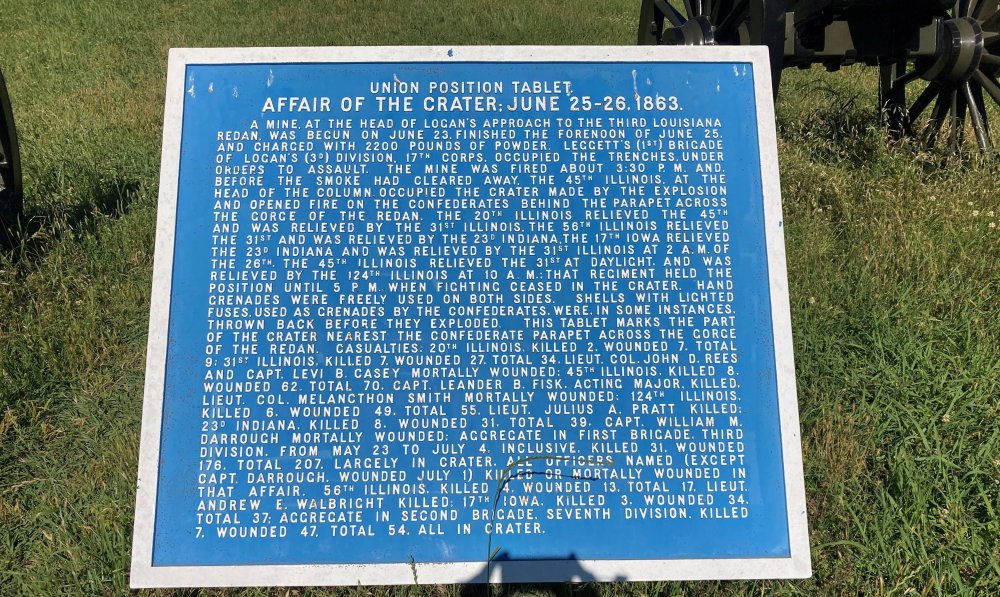 UNION POSITION TABLET.
AFFAIR OF THE CRATER; JUNE 25-26, 1863.
A MINE, AT THE HEAD OF LOGAN'S APPROACH TO THE THIRD LOUISIANA
REDAN, WAS BEGUN ON JUNE 23, FINISHED THE FORENOON OF JUNE 25,
AND CHARGED WITH 2200 POUNDS OF POWDER. LEGGETT'S (1ST) BRIGADE
OF LOGAN'S (3D) DIVISION, 17TH CORPS, OCCUPIED THE TRENCHES, UNDER
ORDERS TO ASSAULT. THE MINE WAS FIRED ABOUT 3:30 P. M. AND,
BEFORE THE SMOKE HAD CLEARED AWAY, THE 45TH ILLINOIS, AT THE
HEAD OF THE COLUMN, OCCUPIED THE CRATER MADE BY THE EXPLOSION
AND OPENED FIRE ON THE CONFEDERATES BEHIND THE PARAPET ACROSS
THE GORGE OF THE REDAN. THE 20TH ILLINOIS RELIEVED THE 45TH
AND WAS RELIEVED BY THE 31ST ILLINOIS, THE 56TH ILLINOIS RELIEVED
THE 31ST AND WAS RELIEVED BY THE 23D INDIANA, THE 17TH IOWA RELIEVED
THE 23D INDIANA AND WAS RELIEVED BY THE 31ST ILLINOIS AT 2 A. M. OF
THE 26TH, THE 45TH ILLINOIS RELIEVED THE 31ST AT DAYLIGHT, AND WAS
RELIEVED BY THE 124TH ILLINOIS AT 10 A. M.; THAT REGIMENT HELD THE
POSITION UNTIL 5 P M. WHEN FIGHTING CEASED IN THE CRATER. HAND
GRENADES WERE FREELY USED ON BOTH SIDES. SHELLS WITH LIGHTED
FUSES, USED AS GRENADES BY THE CONFEDERATES, WERE, IN SOME INSTANCES,
THROWN BACK BEFORE THEY EXPLODED. THIS TABLET MARKS THE PART
OF THE CRATER NEAREST THE CONFEDERATE PARAPET ACROSS THE GORGE
OF THE REDAN. CASUALTIES: 20TH ILLINOIS, KILLED 2, WOUNDED 7, TOTAL
9; 31ST ILLINOIS, KILLED 7, WOUNDED 27, TOTAL 34, LIEUT. COL. JOHN D. REES
AND CAPT. LEVI B. CASEY MORTALLY WOUNDED; 45TH ILLINOIS, KILLED 8,
WOUNDED 62, TOTAL 70, CAPT. LEANDER B. FISK, ACTING MAJOR, KILLED,
LIEUT. COL. MELANCTHON SMITH MORTALLY WOUNDED; 124TH ILLINOIS,
KILLED 6, WOUNDED 49, TOTAL 55, LIEUT. JULIUS A. PRATT KILLED;
23D INDIANA, KILLED 8, WOUNDED 31, TOTAL 39, CAPT. WILLIAM M.
DARROUGH MORTALLY WOUNDED; AGGREGATE IN FIRST BRIGADE, THIRD
DIVISION, FROM MAY 23 TO JULY 4, INCLUSIVE, KILLED 31, WOUNDED
176, TOTAL 207, LARGELY IN CRATER. ALL OFFICERS NAMED (EXCEPT
CAPT. DARROUGH, WOUNDED JULY 1) KILLED OR MORTALLY WOUNDED IN
THAT AFFAIR. 56TH ILLINOIS, KILLED 4, WOUNDED 13, TOTAL 17, LIEUT.
ANDREW E. WALBRIGHT KILLED; 17TH IOWA, KILLED 3, WOUNDED 34,
TOTAL 37; AGGREGATE IN SECOND BRIGADE, SEVENTH DIVISION, KILLED
7, WOUNDED 47, TOTAL 54, ALL IN CRATER.